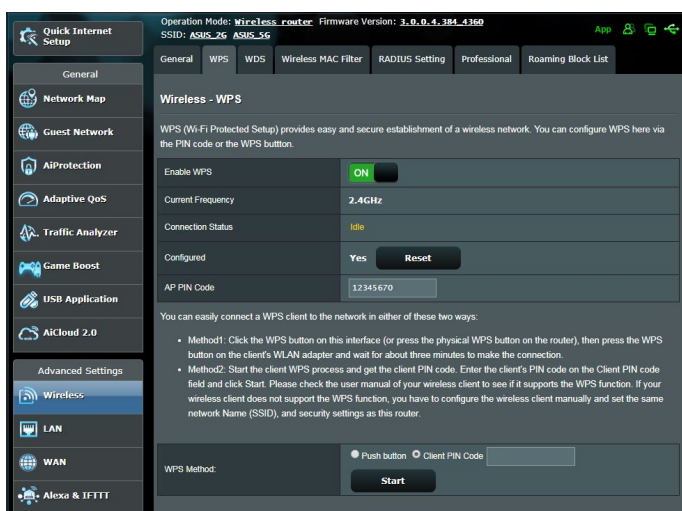 Quick Internet
Setup
Operation Mode: Wireless router Firmware Version: 3.0.0.4.384_4360
SSID: ASUS_2G ASUS_5G
App
General WPS WDS Wireless MAC Filter RADIUS Setting Professional Roaming Block List
General
Network Map
Guest Network
AiProtection
Adaptive QoS
Traffic Analyzer
Game Boost
USB Application
AiCloud 2.0
Advanced Settings
Wireless
LAN
WAN
Alexa & IFTTT
Wireless - WPS
WPS (Wi-Fi Protected Setup) provides easy and secure establishment of a wireless network. You can configure WPS here via
the PIN code or the WPS buttton.
Enable WPS ON
Current Frequency 2.4GHz
Connection Status Idle
Configured Yes Reset
AP PIN Code 12345670
You can easily connect a WPS client to the network in either of these two ways:
• Method1: Click the WPS button on this interface (or press the physical WPS button on the router), then press the WPS
button on the client's WLAN adapter and wait for about three minutes to make the connection.
• Method2: Start the client WPS process and get the client PIN code. Enter the client's PIN code on the Client PIN code
field and click Start. Please check the user manual of your wireless client to see if it supports the WPS function. If your
wireless client does not support the WPS function, you have to configure the wireless client manually and set the same
network Name (SSID), and security settings as this router.
WPS Method: Push button Client PIN Code
Start